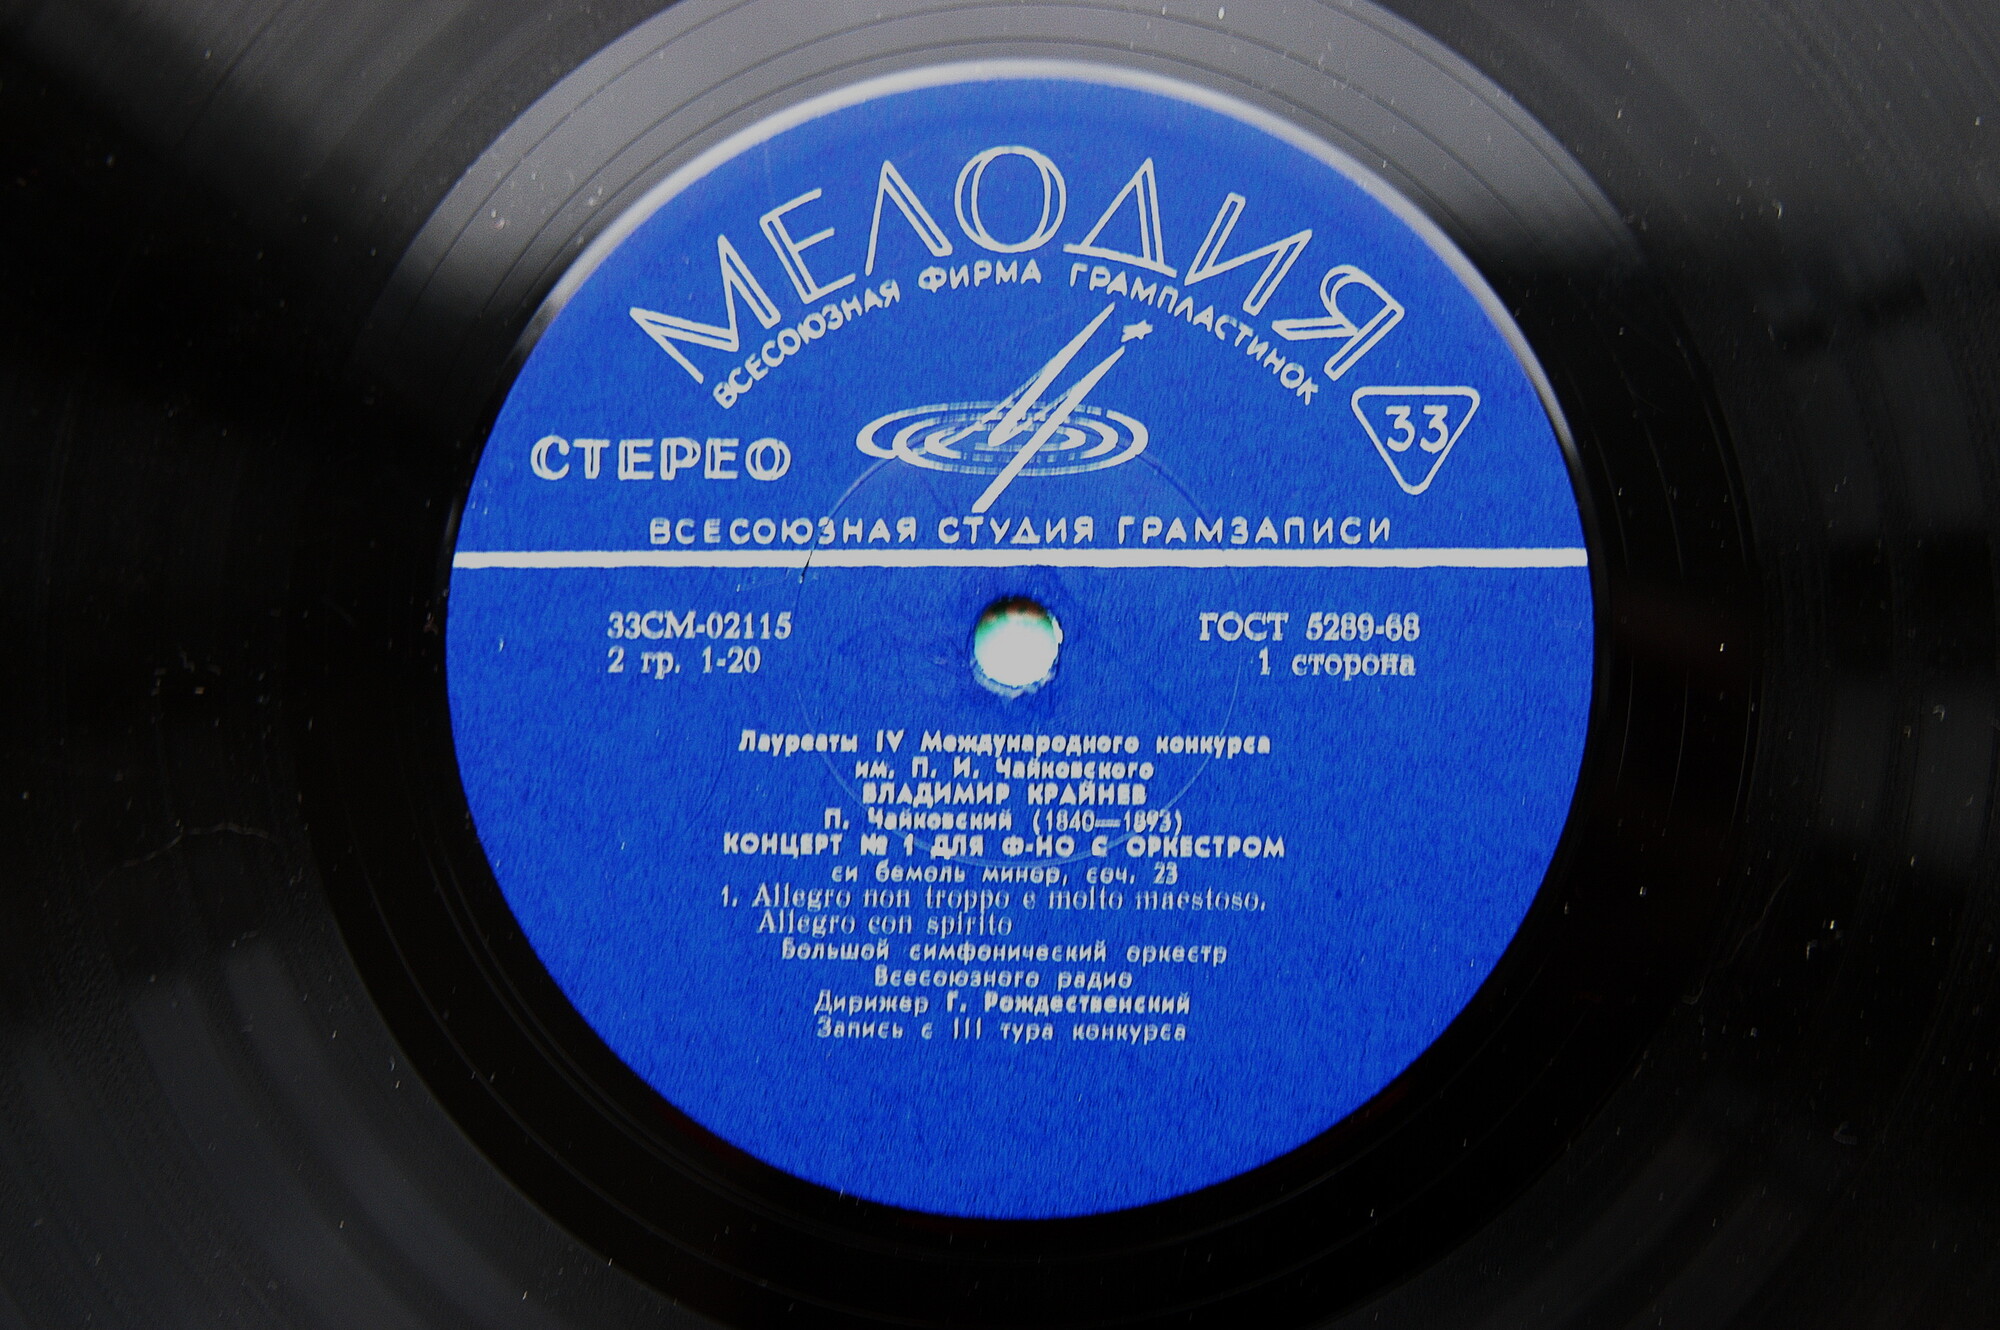 МЕЛОДИЯ
ВСЕСОЮЗНАЯ ФИРМА ГРАМПЛАСТИНОК
СТЕРЕО
33
ВСЕСОЮЗНАЯ СТУДИЯ ГРАМЗАПИСИ
33СМ-02115
ГОСТ 5289-68
2 гр. 1-20
1 сторона
Лауреаты IV Международного конкурса
им. П. И. Чайковского
ВЛАДИМИР КРАЙНЕВ
П. Чайковский (1840—1893)
КОНЦЕРТ № 1 ДЛЯ Ф-НО С ОРКЕСТРОМ
си бемоль минор, соч. 23
1. Allegro non troppo e molto maestoso.
Allegro con spirito
Большой симфонический оркестр
Всесоюзного радио
Дирижер Г. Рождественский
Запись с III тура конкурса